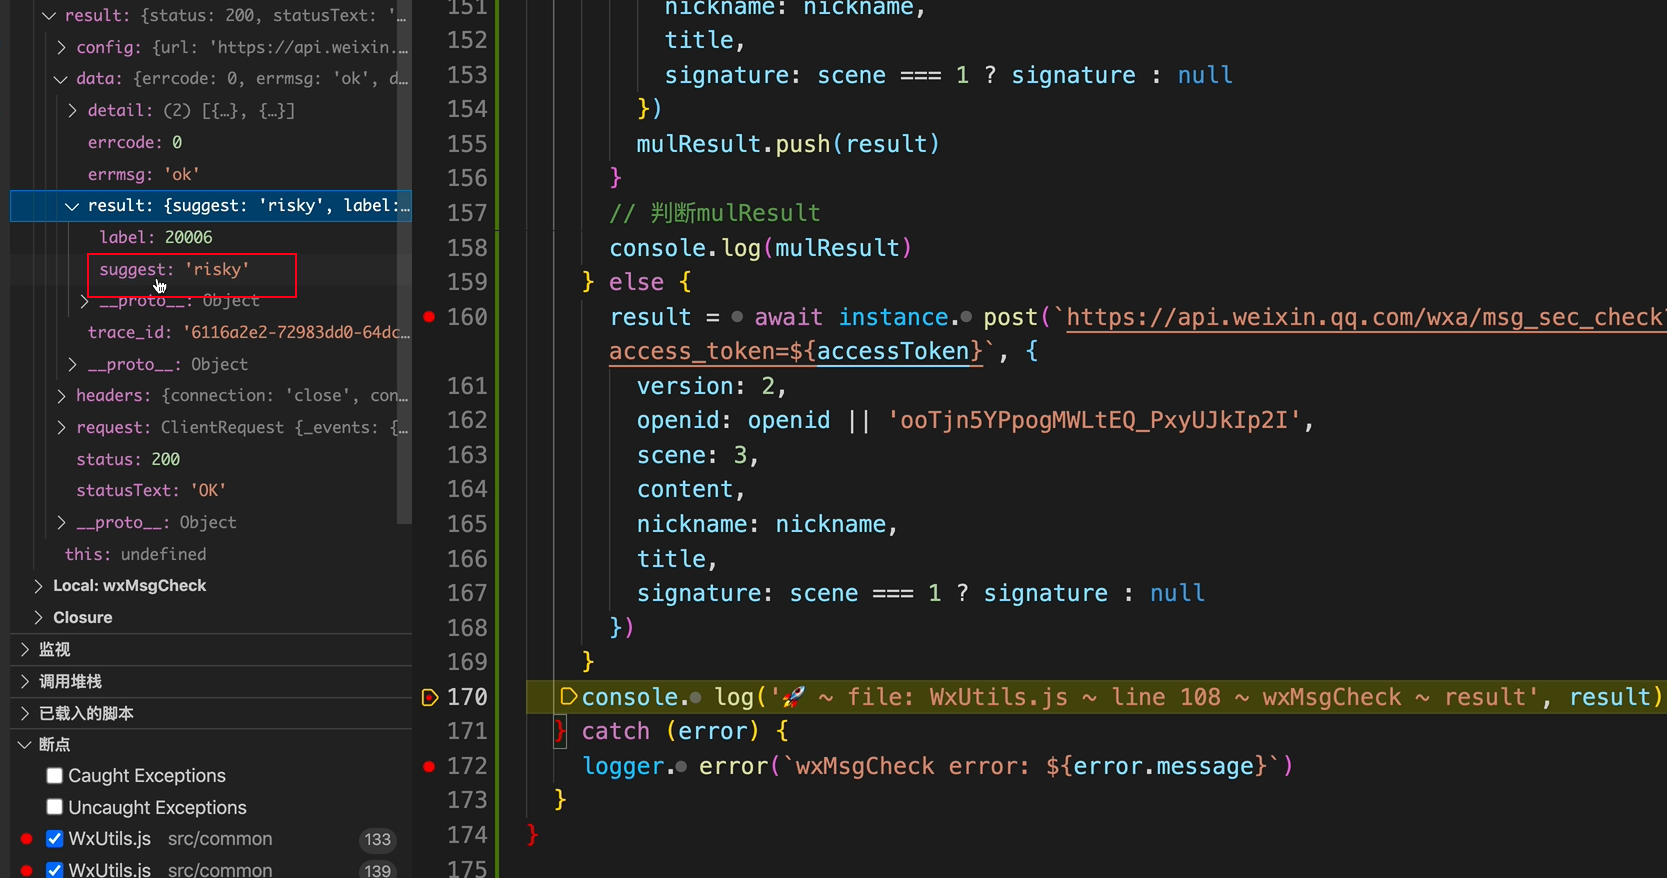 result: {status: 200, statusText: '…
config: {url: 'https://api.weixin.…
data: {errcode: 0, errmsg: 'ok', d…
detail: (2) [{…}, {…}]
errcode: 0
errmsg: 'ok'
result: {suggest: 'risky', label:…
label: 20006
suggest: 'risky'
__proto__: Object
trace_id: '6116a2e2-72983dd0-64dc…
__proto__: Object
headers: {connection: 'close', con…
request: ClientRequest {_events: {…
status: 200
statusText: 'OK'
__proto__: Object
this: undefined
Local: wxMsgCheck
Closure
监视
调用堆栈
已载入的脚本
断点
Caught Exceptions
Uncaught Exceptions
WxUtils.js src/common 133
WxUtils.js src/common 139
151 nickname: nickname,
152 title,
153 signature: scene === 1 ? signature : null
154 })
155 mulResult.push(result)
156 }
157 // 判断mulResult
158 console.log(mulResult)
159 } else {
160 result = await instance. post(`https://api.weixin.qq.com/wxa/msg_sec_check?
access_token=${accessToken}`, {
161 version: 2,
162 openid: openid || 'ooTjn5YPpogMWLtEQ_PxyUJkIp2I',
163 scene: 3,
164 content,
165 nickname: nickname,
166 title,
167 signature: scene === 1 ? signature : null
168 })
169 }
170 console. log('🚀 ~ file: WxUtils.js ~ line 108 ~ wxMsgCheck ~ result', result)
171 } catch (error) {
172 logger. error(`wxMsgCheck error: ${error.message}`)
173 }
174 }
175